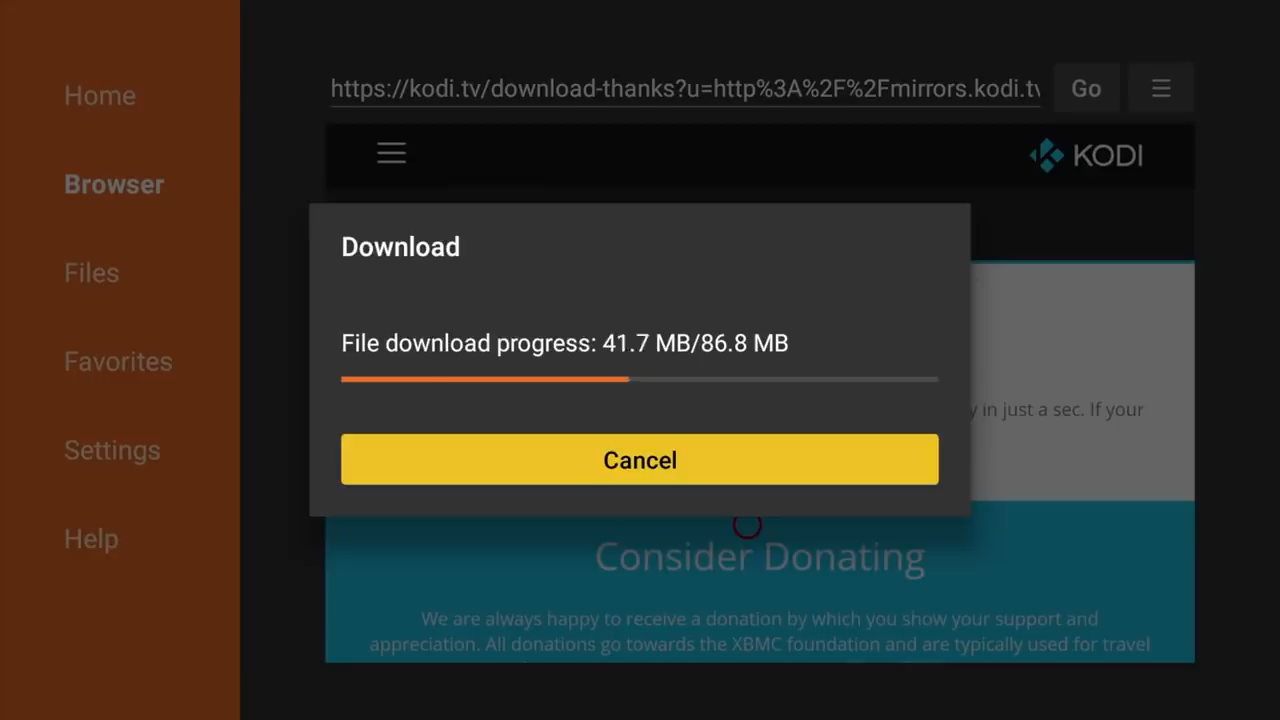 Home
Browser
Files
Favorites
Settings
Help
https://kodi.tv/download-thanks?u=http%3A%2F%2Fmirrors.kodi.tv
Go
KODI
Download
File download progress: 41.7 MB/86.8 MB
Cancel
in just a sec. If your
Consider Donating
We are always happy to receive a donation by which you show your support and
appreciation. All donations go towards the XBMC foundation and are typically used for travel